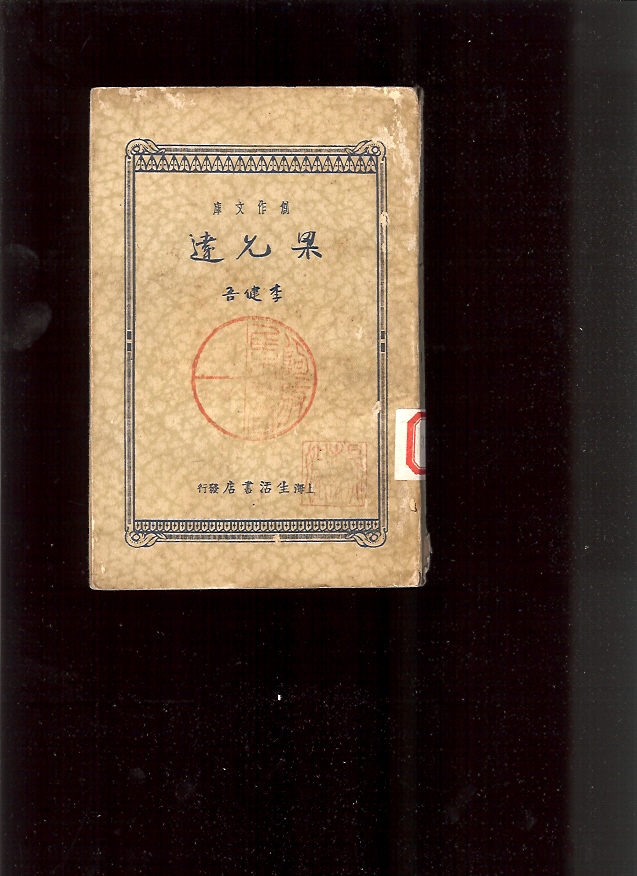 創作文庫
梁允達
李健吾
上海生活書店發行